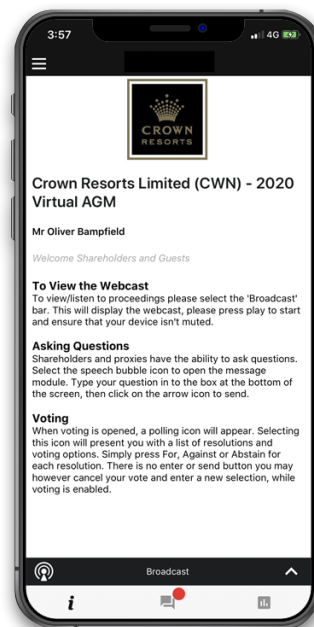 3:57
4G
CROWN
RESORTS
Crown Resorts Limited (CWN) - 2020
Virtual AGM
Mr Oliver Bampfield
Welcome Shareholders and Guests
To View the Webcast
To view/listen to proceedings please select the 'Broadcast'
bar. This will display the webcast, please press play to start
and ensure that your device isn't muted.
Asking Questions
Shareholders and proxies have the ability to ask questions.
Select the speech bubble icon to open the message
module. Type your question in to the box at the bottom of
the screen, then click on the arrow icon to send.
Voting
When voting is opened, a polling icon will appear. Selecting
this icon will present you with a list of resolutions and
voting options. Simply press For, Against or Abstain for
each resolution. There is no enter or send button you may
however cancel your vote and enter a new selection, while
voting is enabled.
Broadcast
i